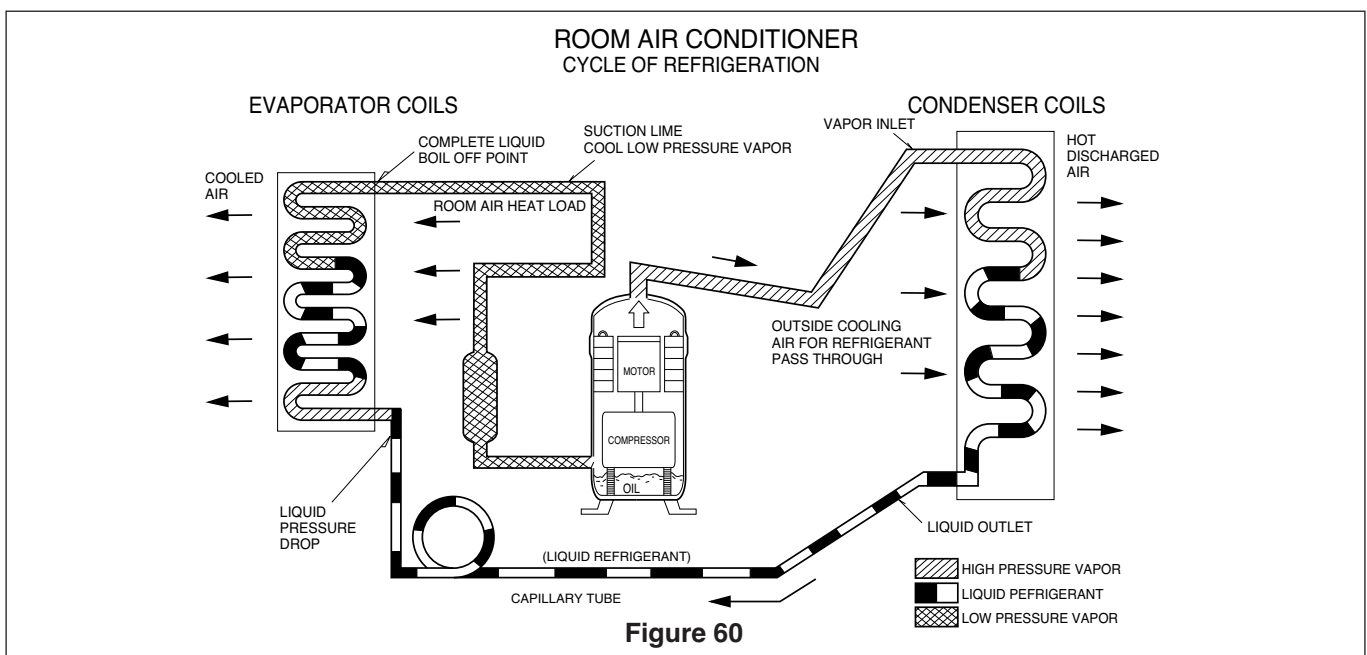 ROOM AIR CONDITIONER
CYCLE OF REFRIGERATION
EVAPORATOR COILS
CONDENSER COILS
COMPLETE LIQUID
BOIL OFF POINT
SUCTION LIME
COOL LOW PRESSURE VAPOR
VAPOR INLET
HOT
DISCHARGED
AIR
COOLED
AIR
ROOM AIR HEAT LOAD
OUTSIDE COOLING
AIR FOR REFRIGERANT
PASS THROUGH
MOTOR
COMPRESSOR
OIL
LIQUID
PRESSURE
DROP
LIQUID OUTLET
(LIQUID REFRIGERANT)
CAPILLARY TUBE
HIGH PRESSURE VAPOR
LIQUID PEFRIGERANT
LOW PRESSURE VAPOR
Figure 60